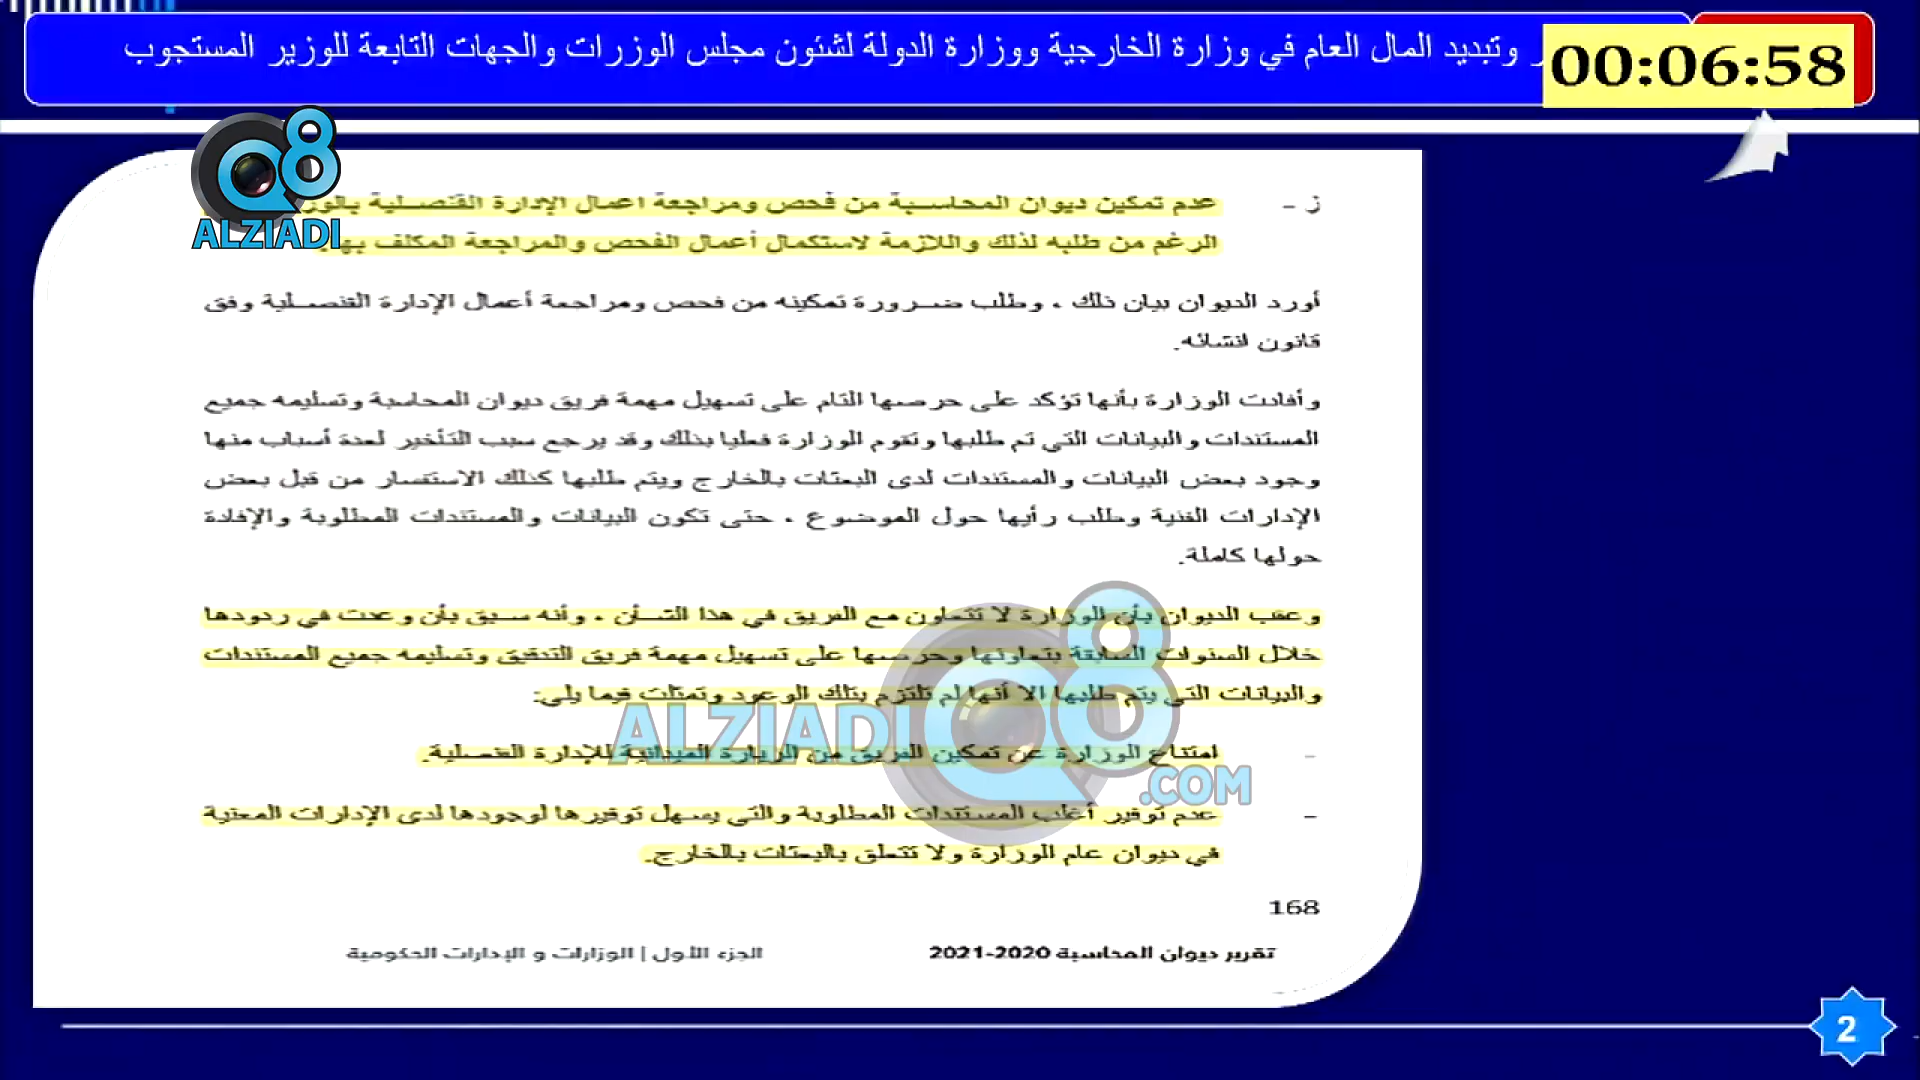 وتبديد المال العام في وزارة الخارجية ووزارة الدولة لشئون مجلس الوزرات والجهات التابعة للوزير المستجوب
00:06:58
Q8
ALZIADI
ز - عدم تمكين ديوان المحاسبة من فحص ومراجعة اعمال الإدارة القنصلية
الرغم من طلبه لذلك واللازمة لاستكمال أعمال الفحص والمراجعة المكلف بها
أورد الديوان بيان ذلك ، وطلب ضرورة تمكينه من فحص ومراجعة أعمال الإدارة القنصلية وفق
قانون انشائه.
وأفادت الوزارة بأنها تؤكد على حرصها التام على تسهيل مهمة فريق ديوان المحاسبة وتسليمه جميع
المستندات والبيانات التي تم طلبها وتقوم الوزارة فعليا بذلك وقد يرجع سبب التأخير لعدة أسباب منها
وجود بعض البيانات والمستندات لدى البعثات بالخارج ويتم طلبها كذلك الاستفسار من قبل بعض
الإدارات الفنية وطلب رأيها حول الموضوع ، حتى تكون البيانات والمستندات المطلوبة والإفادة
حولها كاملة.
وعقب الديوان بأن الوزارة لا تتعاون مع الفريق في هذا الشأن ، وأنه سبق بأن وعدت في ردودها
خلال السنوات السابقة بتعاونها وحرصها على تسهيل مهمة فريق التدقيق وتسليمه جميع المستندات
والبيانات التي يتم طلبها الا أنها لم تلتزم بتلك الوعود وتمثلت فيما يلي:
- امتناع الوزارة عن تمكين الفريق من الزيارة الميدانية للإدارة القنصلية.
- عدم توفير أغلب المستندات المطلوبة والتي يسهل توفيرها لوجودها لدى الإدارات المعنية
في ديوان عام الوزارة ولا تتعلق بالبعثات بالخارج.
ALZIADI Q8
.COM
168
تقرير ديوان المحاسبة 2020-2021
الجزء الأول | الوزارات و الإدارات الحكومية
2